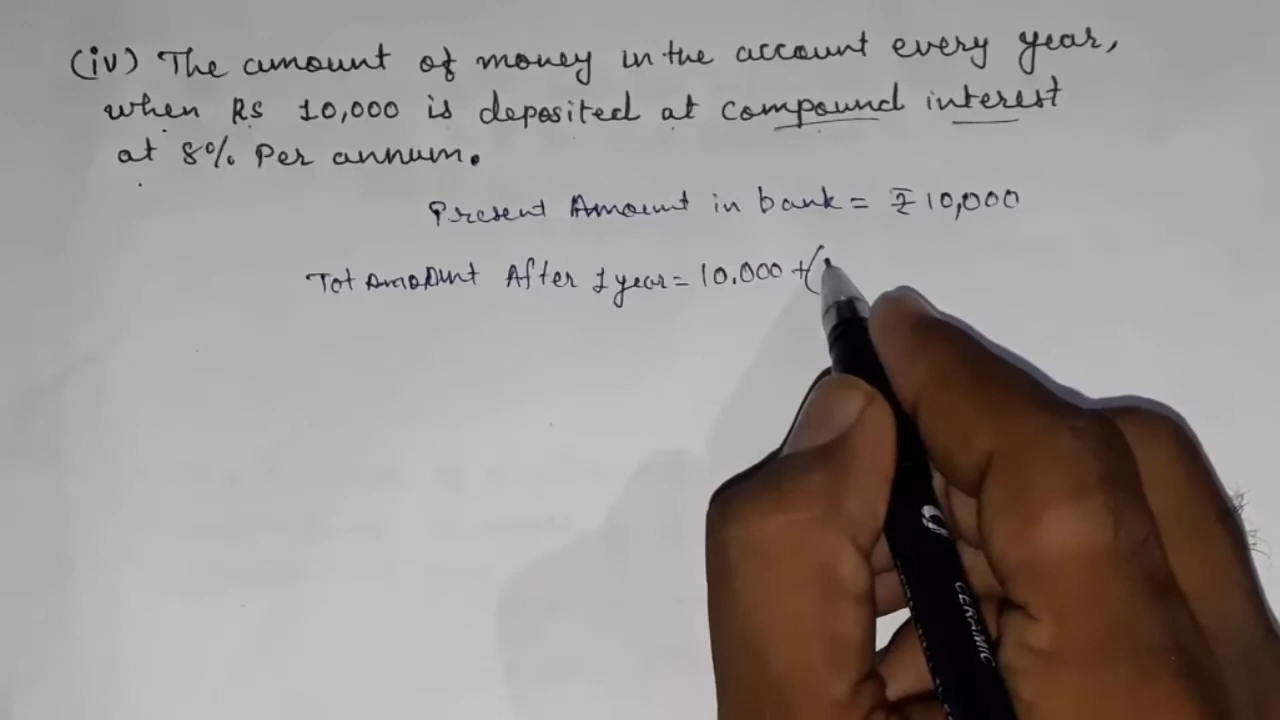 (iv) The amount of money in the account every year,
when Rs 10,000 is deposited at compound interest
at 8% Per annum.
Present Amount in bank = ₹10,000
Tot Amount After 1 year = 10.000 + (
CERAMIC